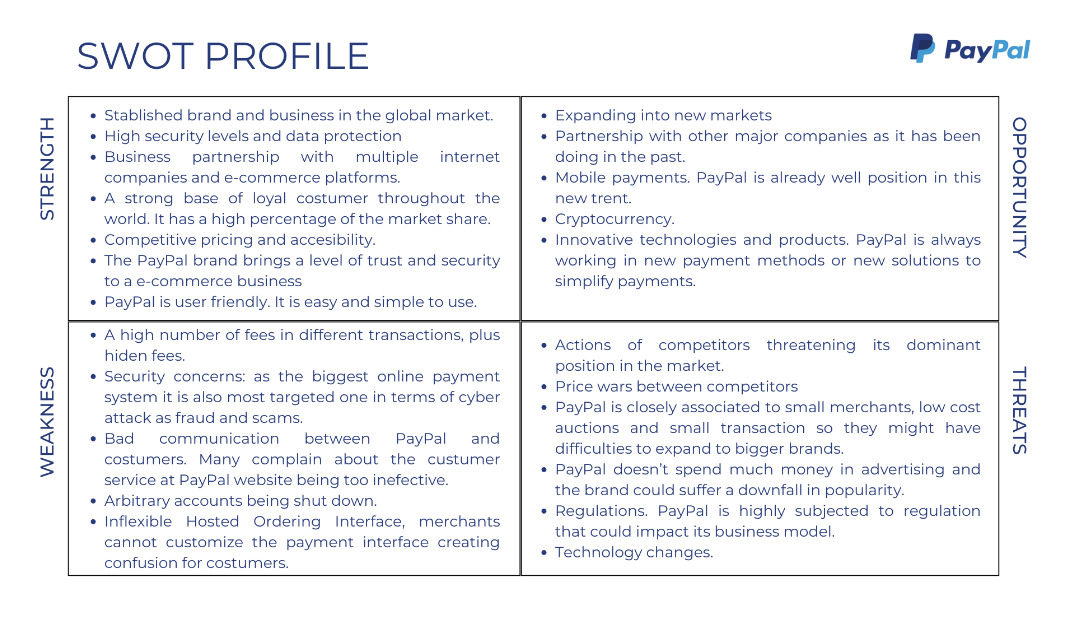 SWOT PROFILE
PayPal
STRENGTH
• Stablished brand and business in the global market.
• High security levels and data protection
• Business partnership with multiple internet
companies and e-commerce platforms.
• A strong base of loyal costumer throughout the
world. It has a high percentage of the market share.
• Competitive pricing and accesibility.
• The PayPal brand brings a level of trust and security
to a e-commerce business
• PayPal is user friendly. It is easy and simple to use.
OPPORTUNITY
• Expanding into new markets
• Partnership with other major companies as it has been
doing in the past.
• Mobile payments. PayPal is already well position in this
new trent.
• Cryptocurrency.
• Innovative technologies and products. PayPal is always
working in new payment methods or new solutions to
simplify payments.
WEAKNESS
• A high number of fees in different transactions, plus
hiden fees.
• Security concerns: as the biggest online payment
system it is also most targeted one in terms of cyber
attack as fraud and scams.
• Bad communication between PayPal and
costumers. Many complain about the custumer
service at PayPal website being too inefective.
• Arbitrary accounts being shut down.
• Inflexible Hosted Ordering Interface, merchants
cannot customize the payment interface creating
confusion for costumers.
THREATS
• Actions of competitors threatening its dominant
position in the market.
• Price wars between competitors
• PayPal is closely associated to small merchants, low cost
auctions and small transaction so they might have
difficulties to expand to bigger brands.
• PayPal doesn't spend much money in advertising and
the brand could suffer a downfall in popularity.
• Regulations. PayPal is highly subjected to regulation
that could impact its business model.
• Technology changes.